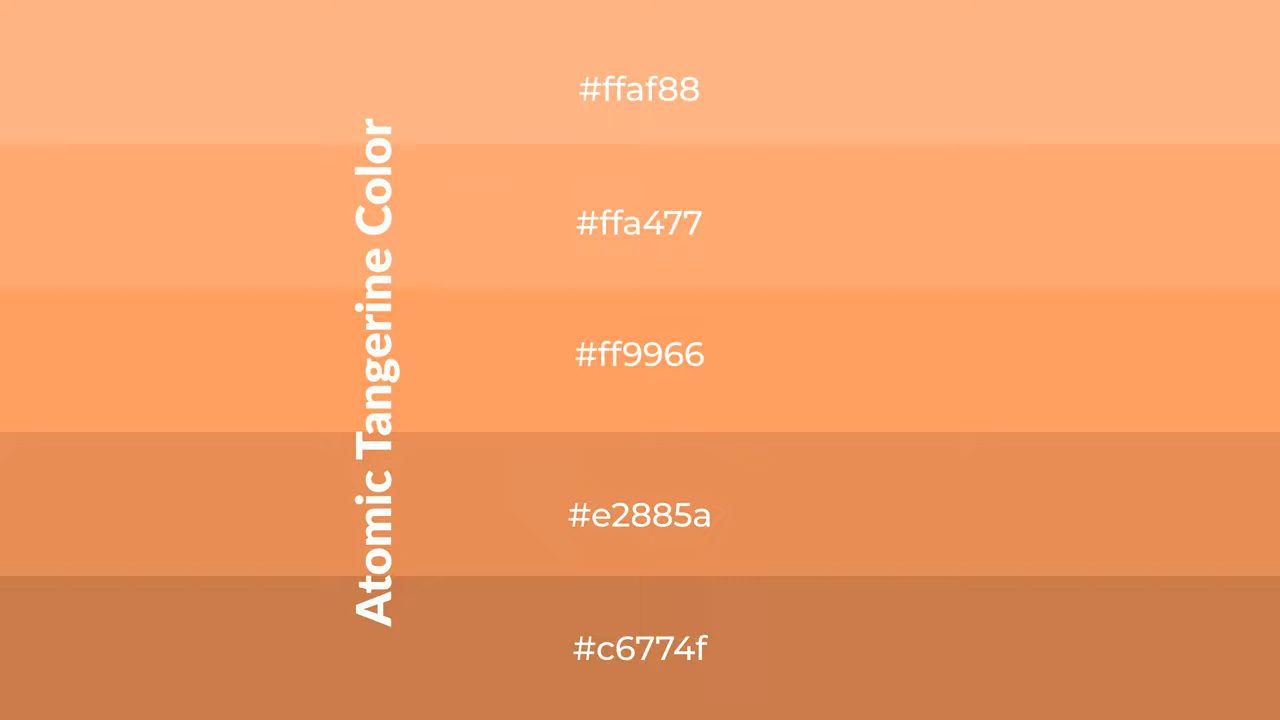 Atomic Tangerine Color
#ffaf88
#ffa477
#ff9966
#e2885a
#c6774f